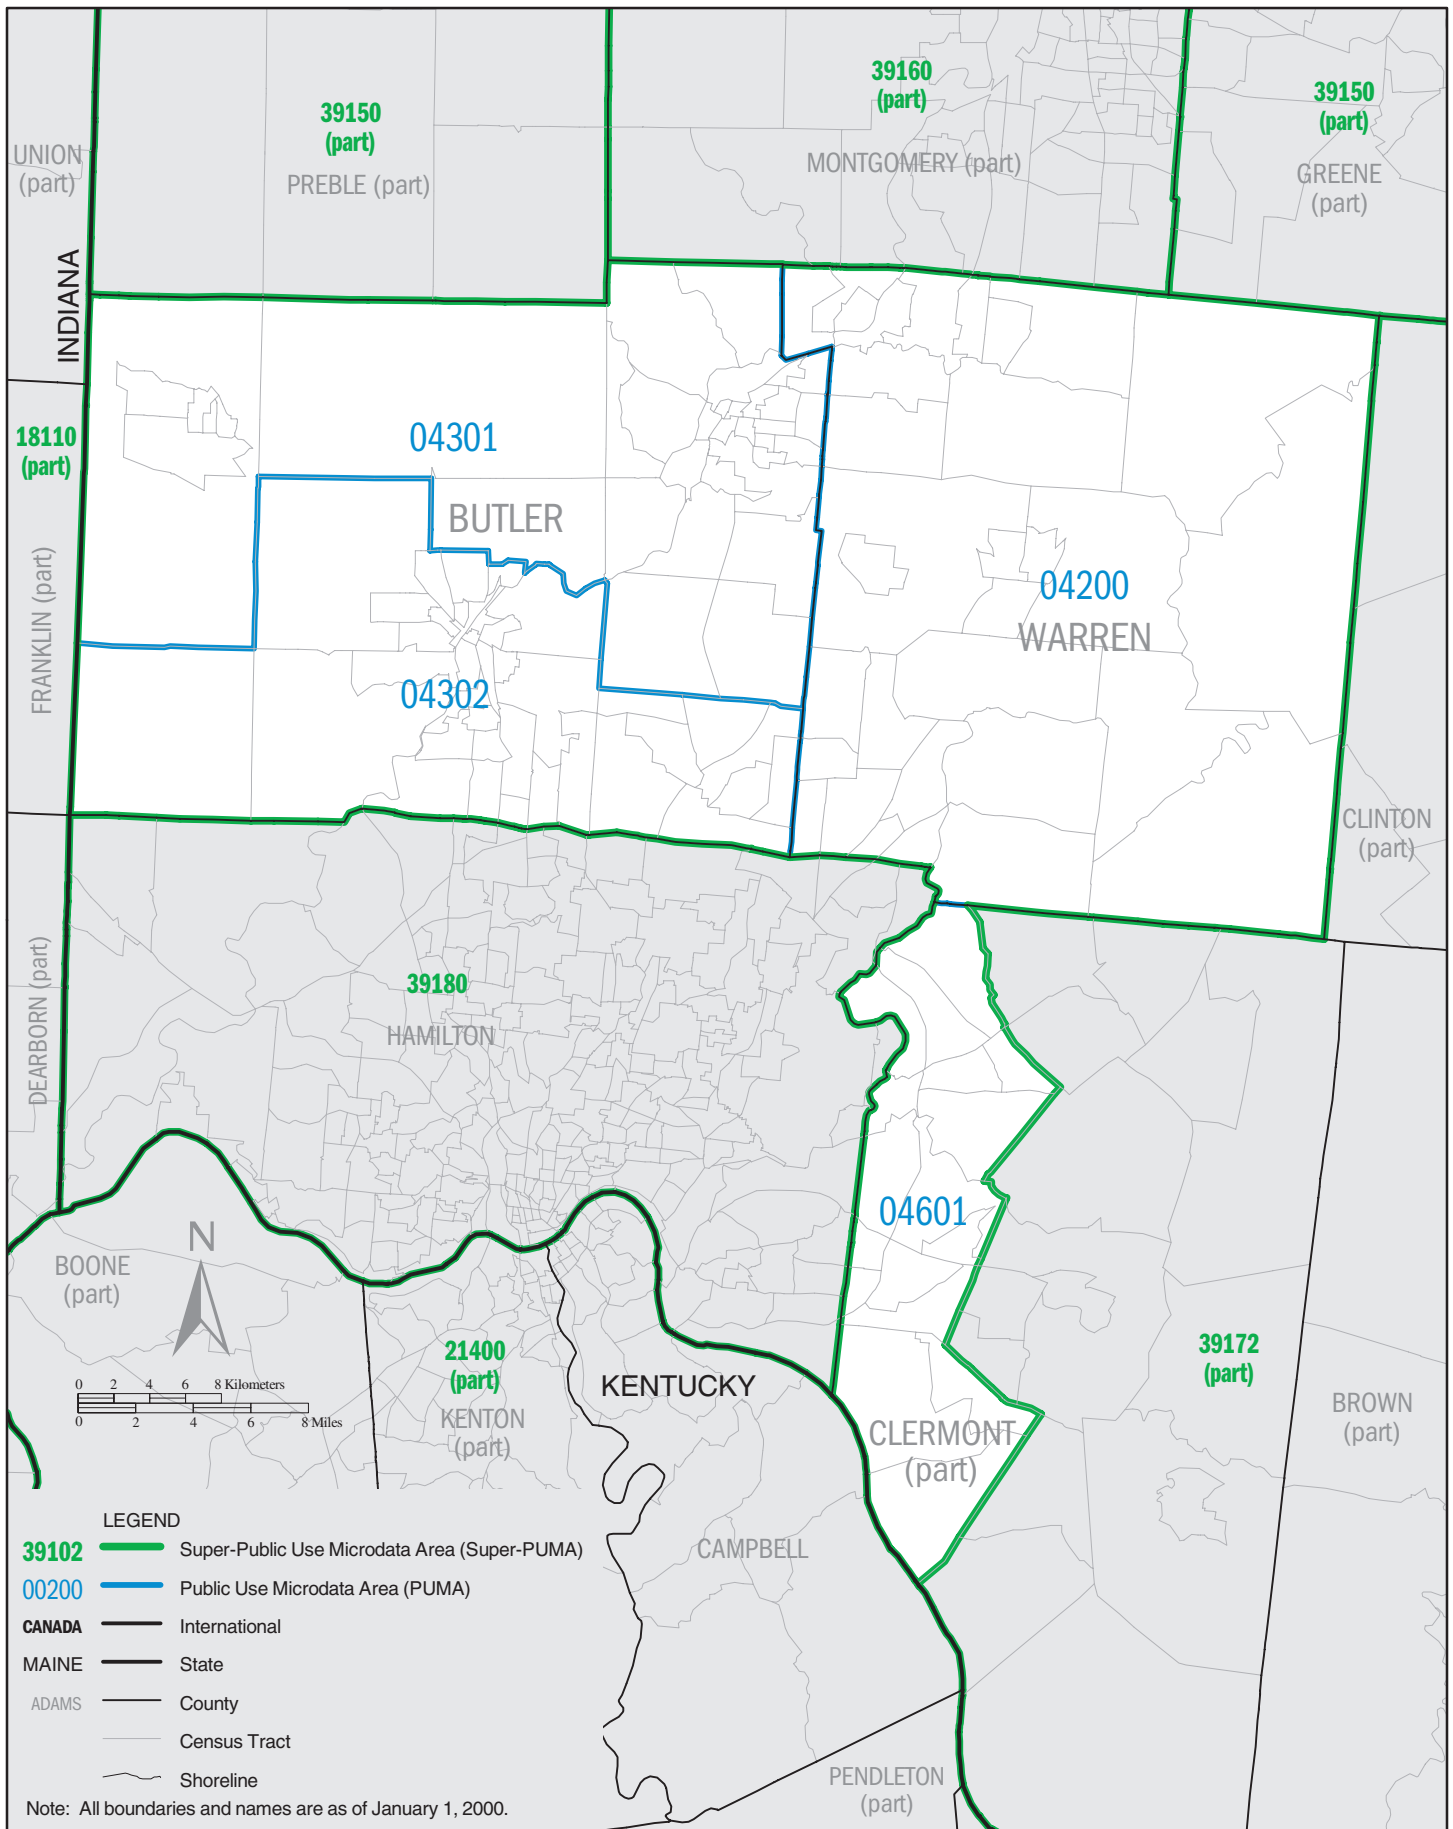 39160
(part)
39150
(part)
39150
(part)
UNION
(part)
MONTGOMERY (part)
PREBLE (part)
GREENE
(part)
INDIANA
18110
(part)
04301
BUTLER
FRANKLIN (part)
04200
WARREN
04302
CLINTON
(part)
DEARBORN (part)
39180
HAMILTON
04601
N
BOONE
(part)
21400
(part)
KENTUCKY
39172
(part)
0 2 4 6 8 Kilometers
0 2 4 6 8 Miles
KENTON
(part)
CLERMONT
(part)
BROWN
(part)
LEGEND
39102 Super-Public Use Microdata Area (Super-PUMA)
CAMPBELL
00200 Public Use Microdata Area (PUMA)
CANADA International
MAINE State
ADAMS County
Census Tract
Shoreline
PENDLETON
(part)
Note: All boundaries and names are as of January 1, 2000.